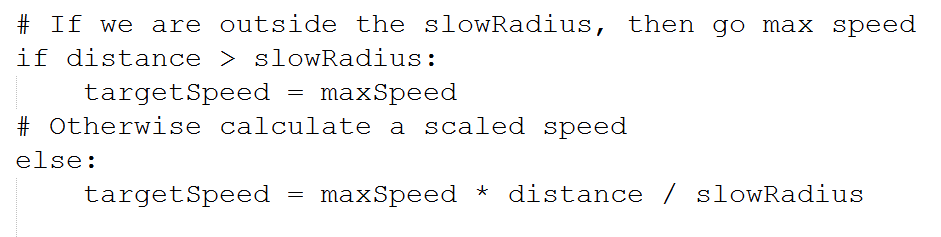 # If we are outside the slowRadius, then go max speed
if distance > slowRadius:
    targetSpeed = maxSpeed
# Otherwise calculate a scaled speed
else:
    targetSpeed = maxSpeed * distance / slowRadius